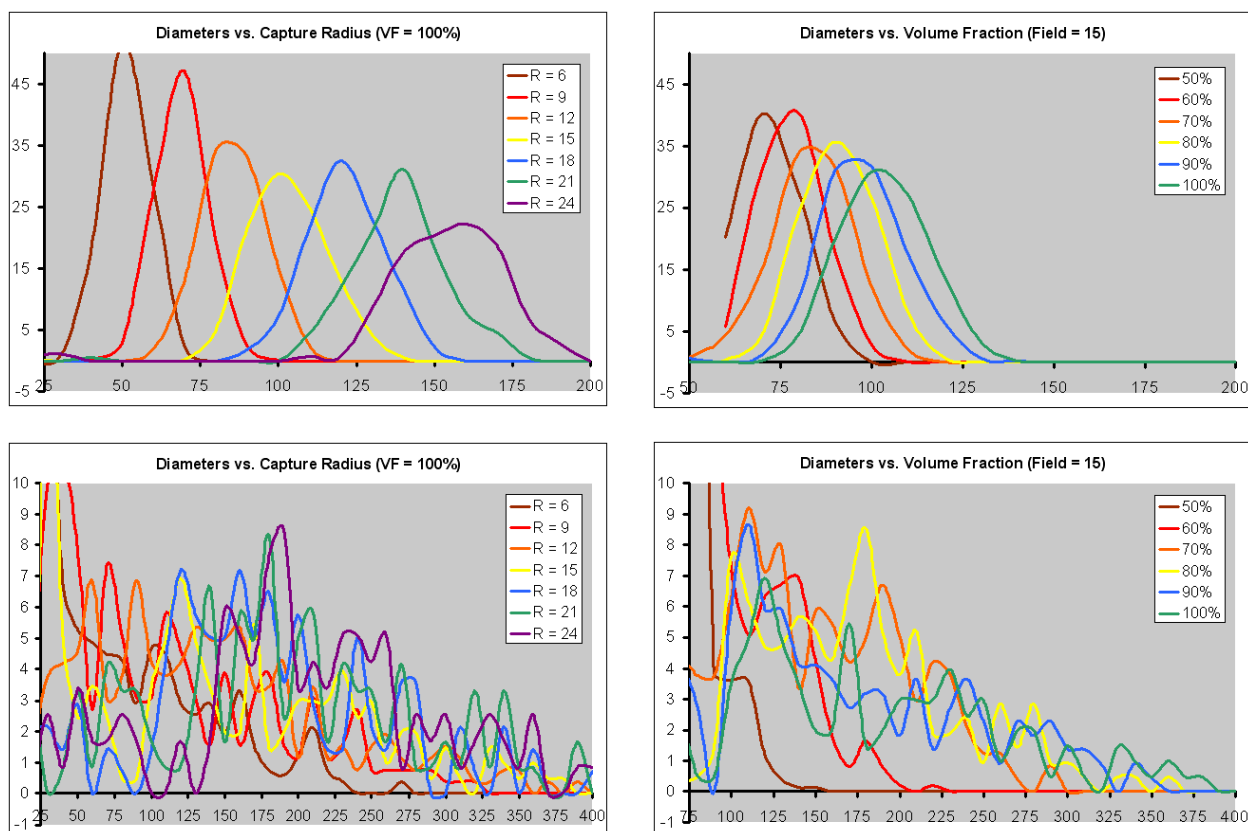 Diameters vs. Capture Radius (VF = 100%)
45
35
25
15
5
-5
25 50 75 100 125 150 175 200
R = 6
R = 9
R = 12
R = 15
R = 18
R = 21
R = 24
Diameters vs. Volume Fraction (Field = 15)
45
35
25
15
5
-5
50 75 100 125 150 175 200
50%
60%
70%
80%
90%
100%
Diameters vs. Capture Radius (VF = 100%)
10
9
8
7
6
5
4
3
2
1
0
-1
25 50 75 100 125 150 175 200 225 250 275 300 325 350 375 400
R = 6
R = 9
R = 12
R = 15
R = 18
R = 21
R = 24
Diameters vs. Volume Fraction (Field = 15)
10
9
8
7
6
5
4
3
2
1
0
-1
75 100 125 150 175 200 225 250 275 300 325 350 375 400
50%
60%
70%
80%
90%
100%